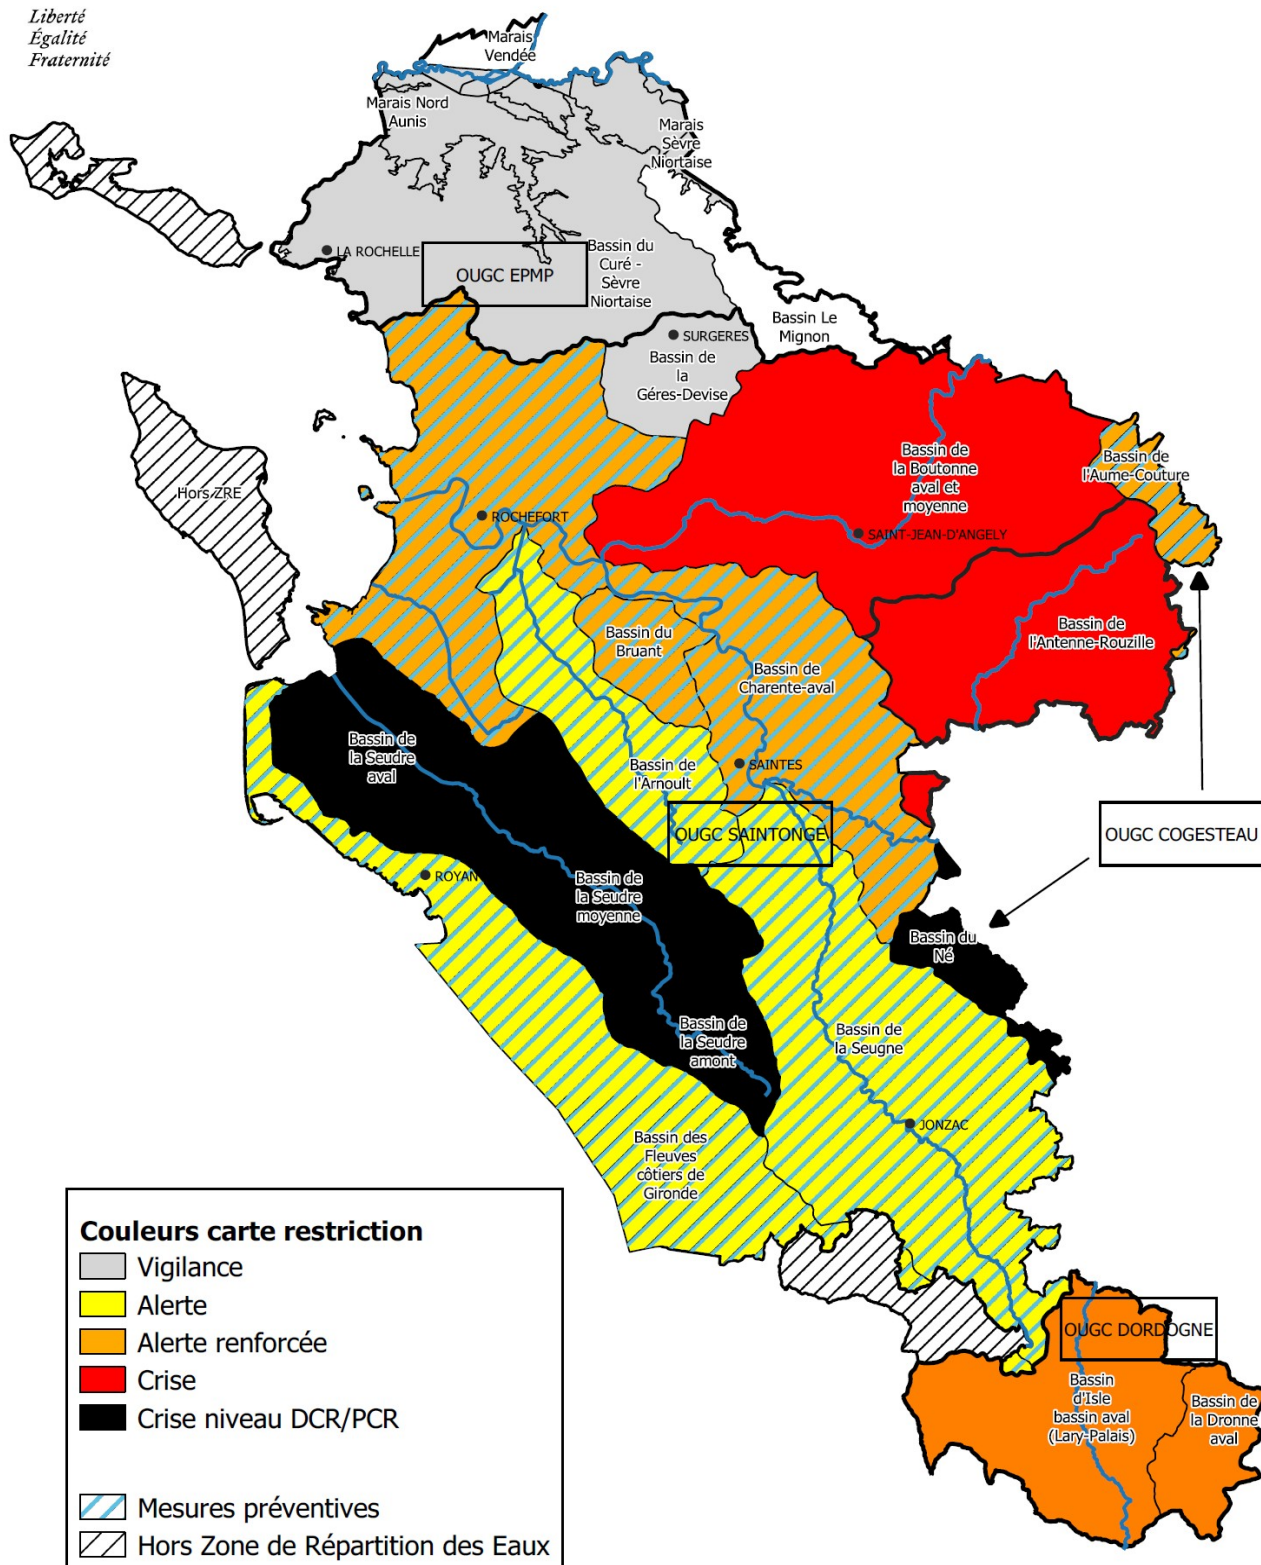 Liberté
Égalité
Fraternité
Marais
Vendée
Marais Nord
Aunis
Marais
Sèvre
Niortaise
LA ROCHELLE
OUGC EPMP
Bassin du
Curé -
Sèvre
Niortaise
Bassin Le
Mignon
SURGERES
Bassin de
la
Géres-Devise
Hors ZRE
ROCHEFORT
Bassin de
la Boutonne
aval et
moyenne
SAINT-JEAN-D'ANGELY
Bassin de
l'Aume-Couture
Bassin du
Bruant
Bassin de
l'Antenne-Rouzille
Bassin de
Charente-aval
Bassin de
la Seudre
aval
Bassin de
l'Arnoult
SAINTES
OUGC SAINTONGE
OUGC COGESTEAU
ROYAN
Bassin de
la Seudre
moyenne
Bassin du
Né
Bassin de
la Seudre
amont
Bassin de
la Seugne
JONZAC
Bassin des
Fleuves
côtiers de
Gironde
OUGC DORDOGNE
Bassin
d'Isle
bassin aval
(Lary-Palais)
Bassin de
la Dronne
aval
Couleurs carte restriction
Vigilance
Alerte
Alerte renforcée
Crise
Crise niveau DCR/PCR
Mesures préventives
Hors Zone de Répartition des Eaux